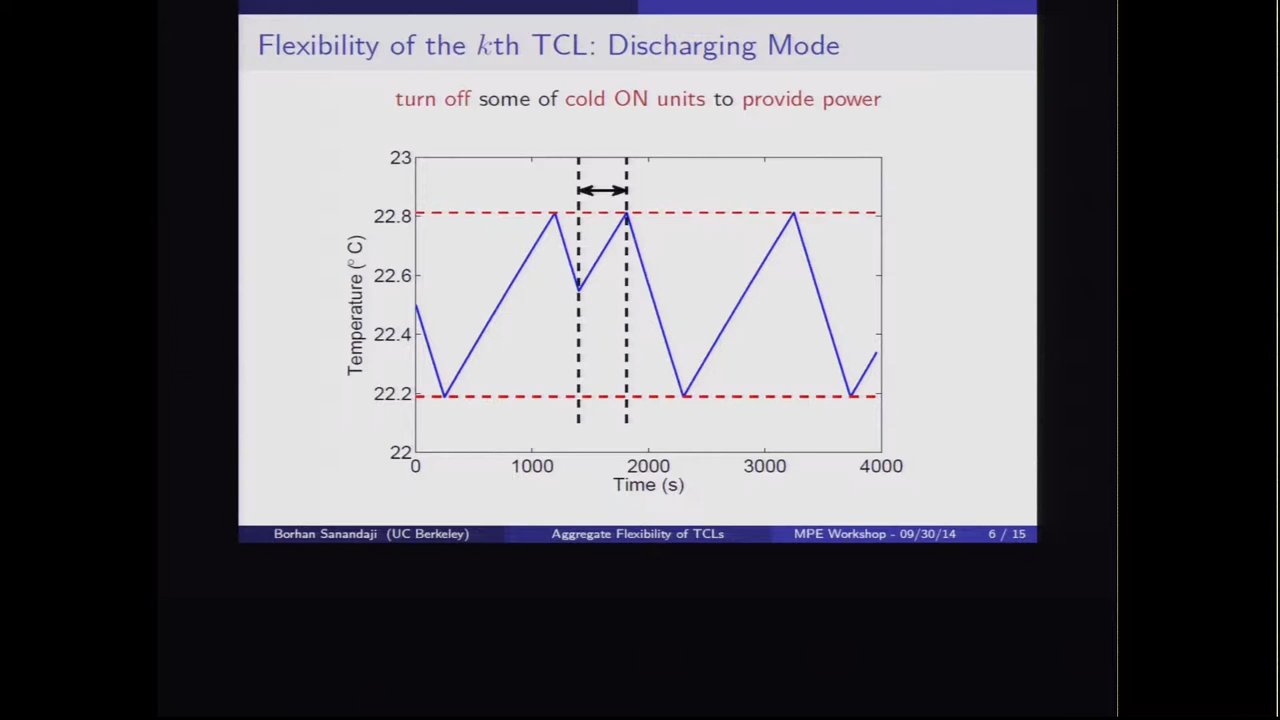 Flexibility of the kth TCL: Discharging Mode
turn off some of cold ON units to provide power
23
22.8
22.6
22.4
22.2
22
Temperature (° C)
0 1000 2000 3000 4000
Time (s)
Borhan Sanandaji (UC Berkeley) Aggregate Flexibility of TCLs MPE Workshop - 09/30/14 6 / 15